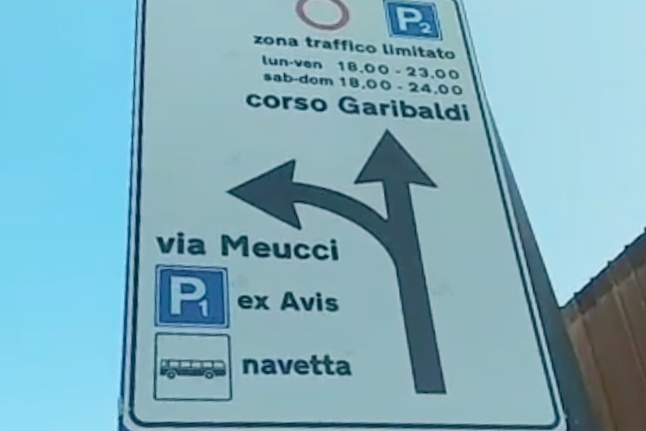 P2
zona traffico limitato
lun-ven 18,00 - 23,00
sab-dom 18,00 - 24,00
corso Garibaldi
via Meucci
P1 ex Avis
navetta